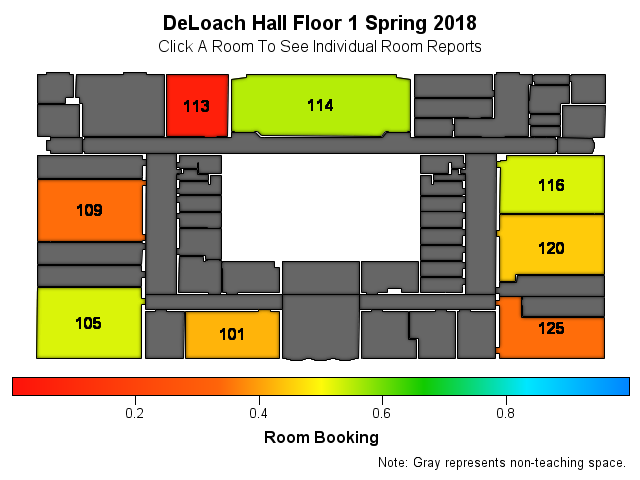 DeLoach Hall Floor 1 Spring 2018
Click A Room To See Individual Room Reports
113
114
116
109
120
105
101
125
0.2 0.4 0.6 0.8
Room Booking
Note: Gray represents non-teaching space.